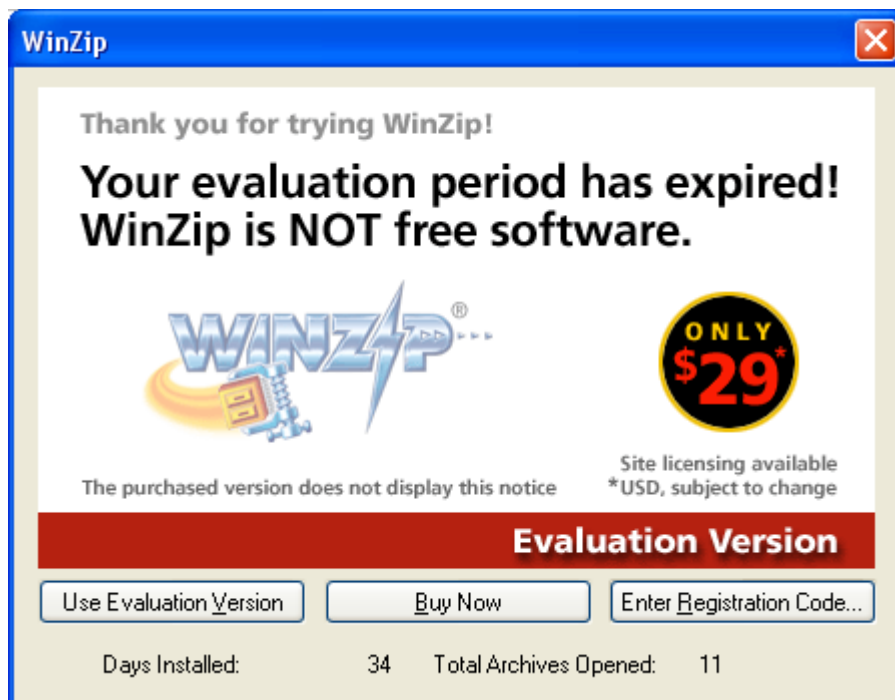 WinZip
Thank you for trying WinZip!
Your evaluation period has expired!
WinZip is NOT free software.
WINZIP®
ONLY
$29*
Site licensing available
The purchased version does not display this notice *USD, subject to change
Evaluation Version
Use Evaluation Version Buy Now Enter Registration Code...
Days Installed: 34 Total Archives Opened: 11